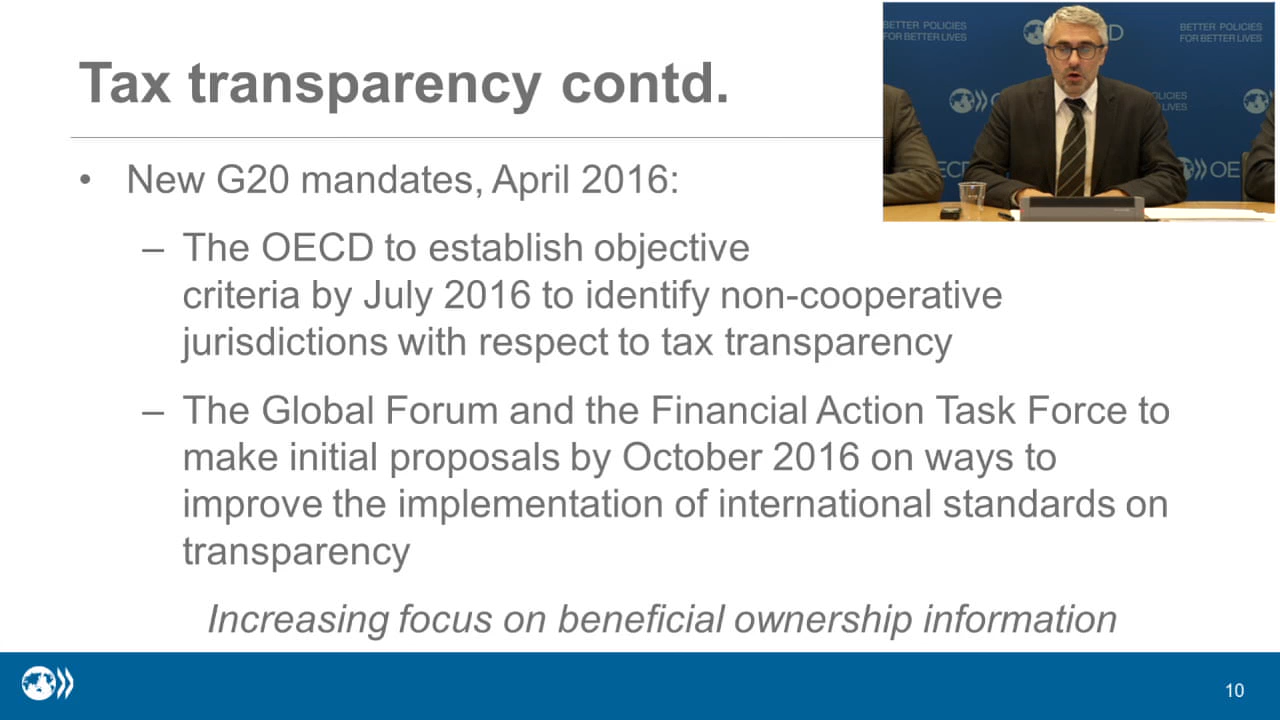 Tax transparency contd.
• New G20 mandates, April 2016:
– The OECD to establish objective
criteria by July 2016 to identify non-cooperative
jurisdictions with respect to tax transparency
– The Global Forum and the Financial Action Task Force to
make initial proposals by October 2016 on ways to
improve the implementation of international standards on
transparency
Increasing focus on beneficial ownership information
10
BETTER POLICIES
FOR BETTER LIVES
D
BETTER POLICIES
FOR BETTER LIVES
LIVES
OE